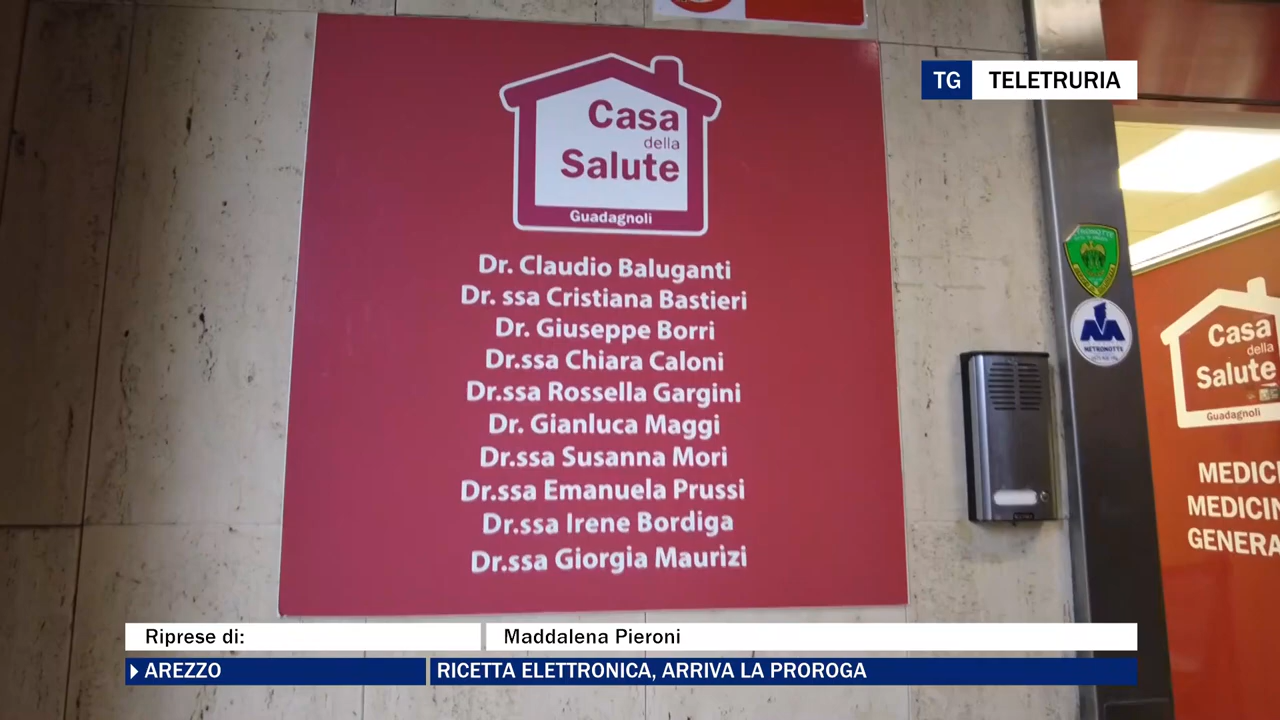 TG TELETRURIA
Casa
della
Salute
Guadagnoli
Dr. Claudio Baluganti
Dr. ssa Cristiana Bastieri
Dr. Giuseppe Borri
Dr.ssa Chiara Caloni
Dr.ssa Rossella Gargini
Dr. Gianluca Maggi
Dr.ssa Susanna Mori
Dr.ssa Emanuela Prussi
Dr.ssa Irene Bordiga
Dr.ssa Giorgia Maurizi
METRONOTTE
Casa
della
Salute
Guadagnoli
MEDICI
MEDICIN
GENERA
Riprese di: Maddalena Pieroni
AREZZO RICETTA ELETTRONICA, ARRIVA LA PROROGA